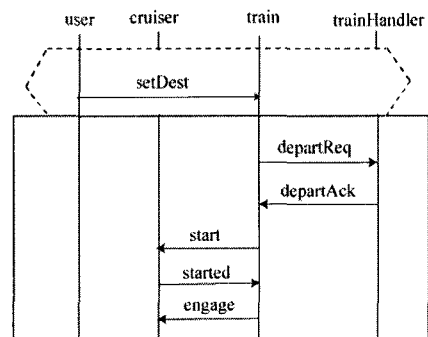 user cruiser train trainHandler
setDest
departReq
departAck
start
started
engage